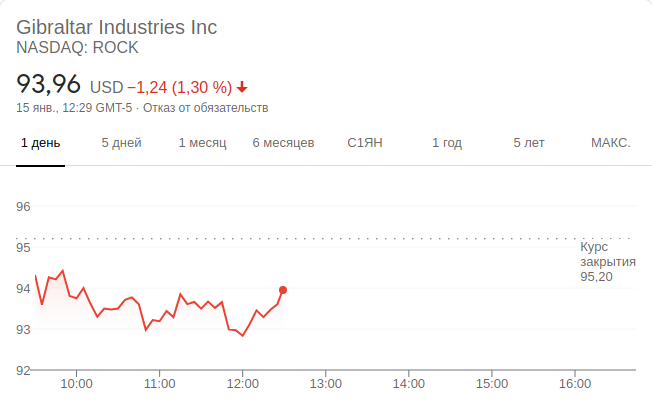 Gibraltar Industries Inc
NASDAQ: ROCK
93,96 USD −1,24 (1,30 %)
15 янв., 12:29 GMT-5 · Отказ от обязательств
1 день 5 дней 1 месяц 6 месяцев С1ЯН 1 год 5 лет МАКС.
96
95
94
93
92
Курс
закрытия
95,20
10:00 11:00 12:00 13:00 14:00 15:00 16:00